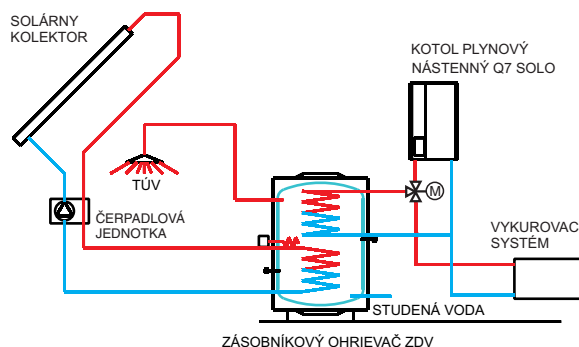 SOLÁRNY
KOLEKTOR
KOTOL PLYNOVÝ
NÁSTENNÝ Q7 SOLO
TÚV
M
ČERPADLOVÁ
JEDNOTKA
VYKUROVAC
SYSTÉM
STUDENÁ VODA
ZÁSOBNÍKOVÝ OHRIEVAČ ZDV